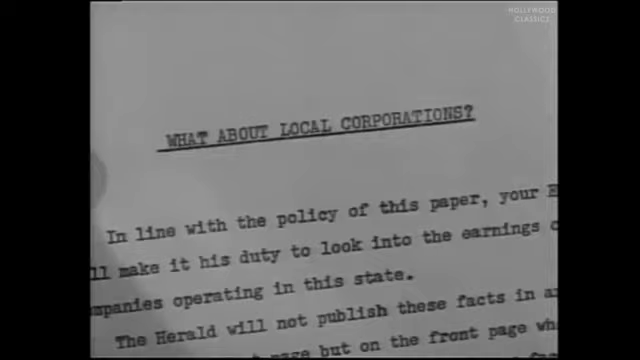 HOLLYWOOD
CLASSICS
WHAT ABOUT LOCAL CORPORATIONS?
In line with the policy of this paper, your E
ll make it his duty to look into the earnings o
mpanies operating in this state.
The Herald will not publish these facts in a
page but on the front page wh